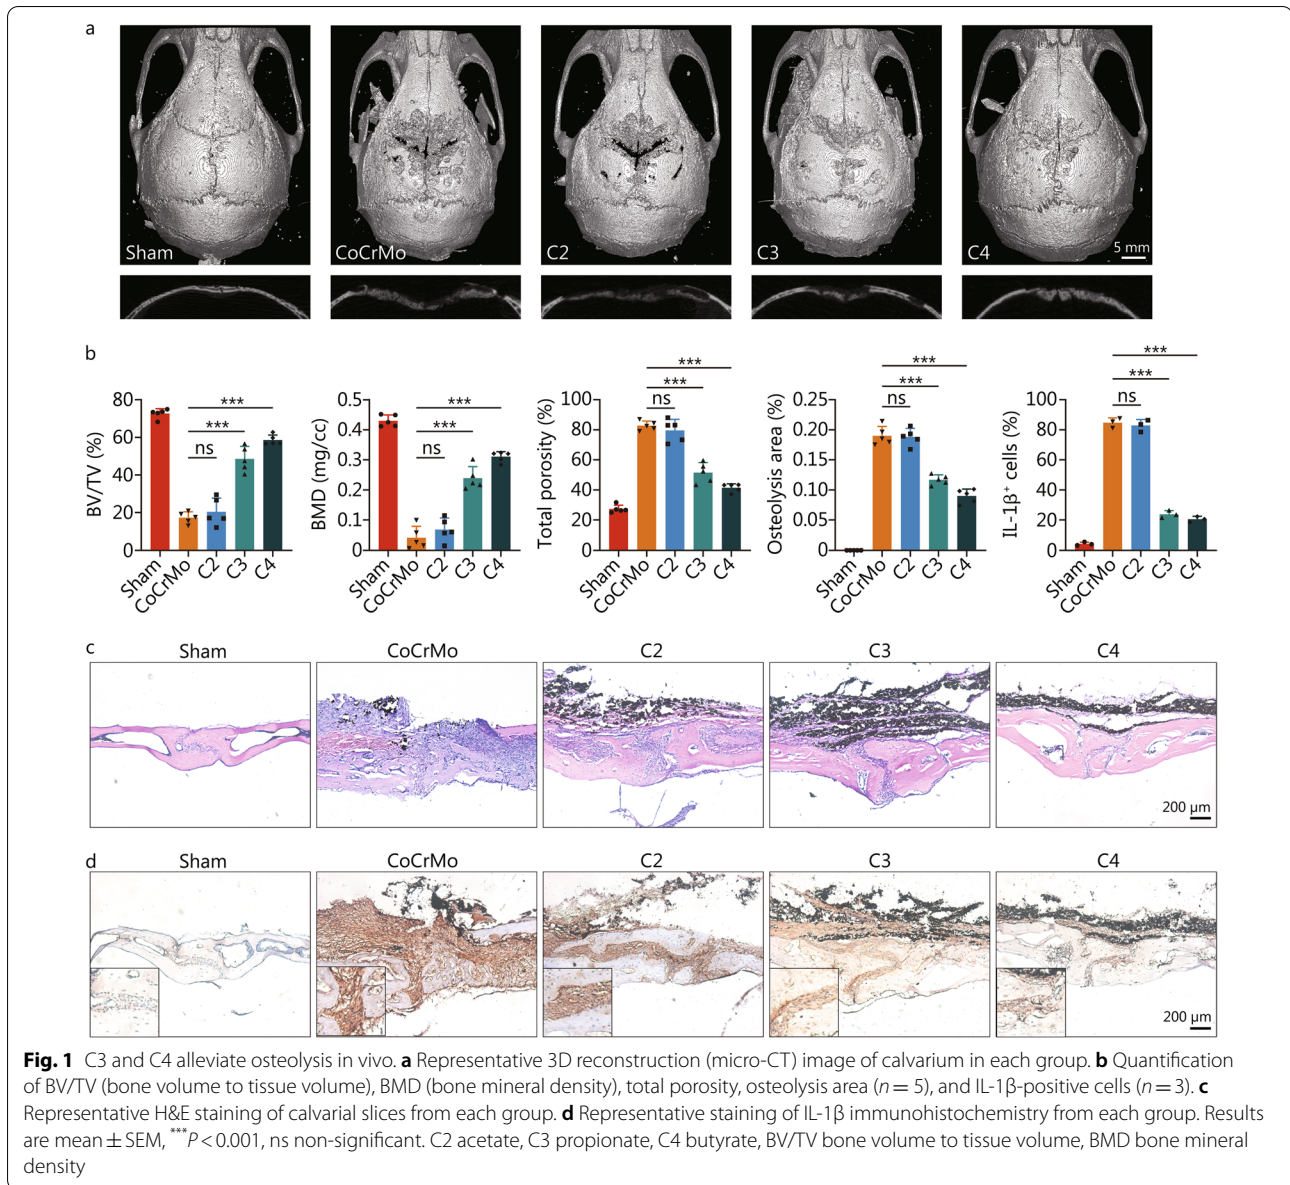 a
Sham
CoCrMo
C2
C3
C4
5 mm
b
BV/TV (%)
80
60
40
20
0
ns
***
***
Sham
CoCrMo
C2
C3
C4
BMD (mg/cc)
0.5
0.4
0.3
0.2
0.1
0
ns
***
***
Sham
CoCrMo
C2
C3
C4
Total porosity (%)
100
80
60
40
20
0
ns
***
***
Sham
CoCrMo
C2
C3
C4
Osteolysis area (%)
0.25
0.20
0.15
0.10
0.05
0
ns
***
***
Sham
CoCrMo
C2
C3
C4
IL-1β⁺ cells (%)
100
80
60
40
20
0
ns
***
***
Sham
CoCrMo
C2
C3
C4
c
Sham
CoCrMo
C2
C3
C4
200 μm
d
Sham
CoCrMo
C2
C3
C4
200 μm
Fig. 1 C3 and C4 alleviate osteolysis in vivo. a Representative 3D reconstruction (micro-CT) image of calvarium in each group. b Quantification
of BV/TV (bone volume to tissue volume), BMD (bone mineral density), total porosity, osteolysis area (n = 5), and IL-1β-positive cells (n = 3). c
Representative H&E staining of calvarial slices from each group. d Representative staining of IL-1β immunohistochemistry from each group. Results
are mean ± SEM, ***P < 0.001, ns non-significant. C2 acetate, C3 propionate, C4 butyrate, BV/TV bone volume to tissue volume, BMD bone mineral
density